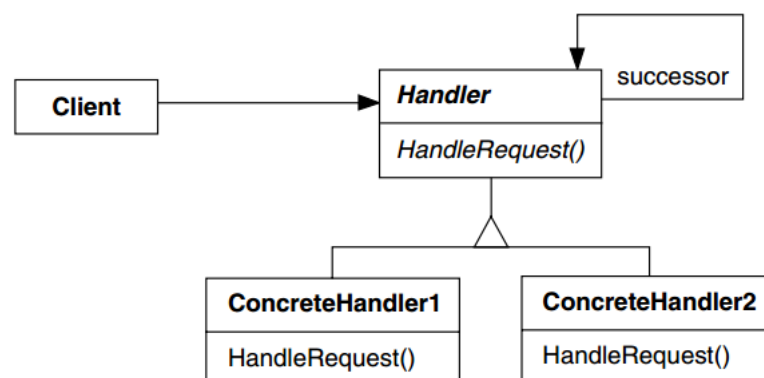 successor
Client
Handler
HandleRequest()
ConcreteHandler1
HandleRequest()
ConcreteHandler2
HandleRequest()